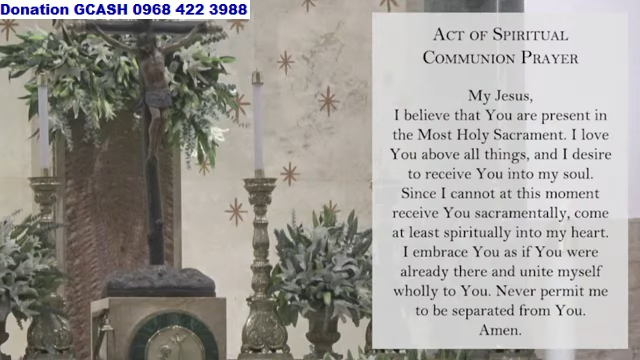 Donation GCASH 0968 422 3988
Act of Spiritual
Communion Prayer
My Jesus,
I believe that You are present in
the Most Holy Sacrament. I love
You above all things, and I desire
to receive You into my soul.
Since I cannot at this moment
receive You sacramentally, come
at least spiritually into my heart.
I embrace You as if You were
already there and unite myself
wholly to You. Never permit me
to be separated from You.
Amen.